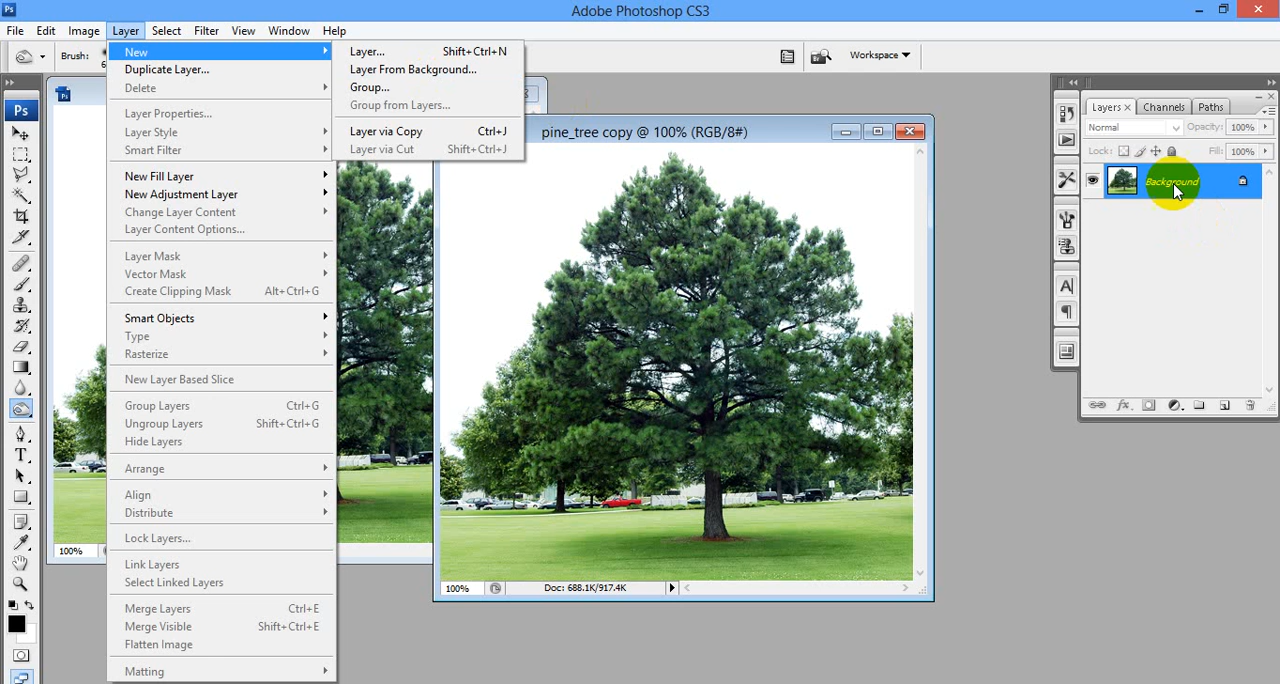 Ps
Adobe Photoshop CS3
File Edit Image Layer Select Filter View Window Help
Brush:
Workspace
New
Duplicate Layer...
Delete
Layer Properties...
Layer Style
Smart Filter
New Fill Layer
New Adjustment Layer
Change Layer Content
Layer Content Options...
Layer Mask
Vector Mask
Create Clipping Mask Alt+Ctrl+G
Smart Objects
Type
Rasterize
New Layer Based Slice
Group Layers Ctrl+G
Ungroup Layers Shift+Ctrl+G
Hide Layers
Arrange
Align
Distribute
Lock Layers...
Link Layers
Select Linked Layers
Merge Layers Ctrl+E
Merge Visible Shift+Ctrl+E
Flatten Image
Matting
Layer... Shift+Ctrl+N
Layer From Background...
Group...
Group from Layers...
Layer via Copy Ctrl+J
Layer via Cut Shift+Ctrl+J
Ps
Ps
100%
pine_tree copy @ 100% (RGB/8#)
100% Doc: 688.1K/917.4K
Layers × Channels Paths
Normal Opacity: 100%
Lock: Fill: 100%
Background